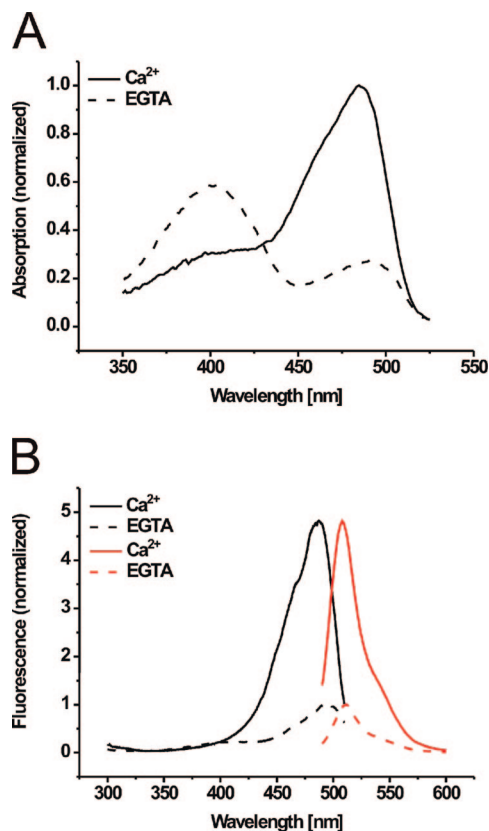 A
Ca2+
EGTA
Absorption (normalized)
1.0
0.8
0.6
0.4
0.2
0.0
350 400 450 500 550
Wavelength [nm]
B
Ca2+
EGTA
Ca2+
EGTA
Fluorescence (normalized)
5
4
3
2
1
0
300 350 400 450 500 550 600
Wavelength [nm]